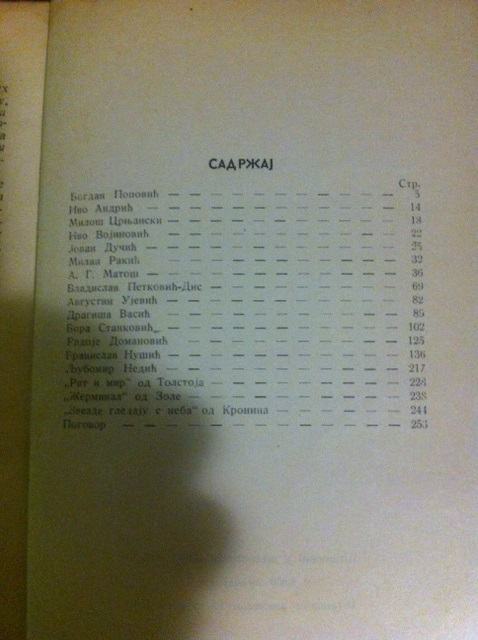 САДРЖАЈ
Стр.
Богдан Поповић — — — — — — — — — — — 5
Иво Андрић — — — — — — — — — — — — 14
Милош Црњански — — — — — — — — — — — 18
Иво Војиновић — — — — — — — — — — — 22
Јован Дучић — — — — — — — — — — — — 25
Милан Ракић — — — — — — — — — — — — 32
А. Г. Матош — — — — — — — — — — — — 36
Владислав Петковић-Дис — — — — — — — — — 69
Августин Ујевић — — — — — — — — — — — 82
Драгиша Васић — — — — — — — — — — — 85
Бора Станковић — — — — — — — — — — — 102
Радоје Домановић — — — — — — — — — — 125
Бранислав Нушић — — — — — — — — — — — 136
Љубомир Недић — — — — — — — — — — — 217
„Рат и мир" од Толстоја — — — — — — — — — 228
„Жерминал" од Золе — — — — — — — — — — 238
„Звезде гледају с неба" од Кронина — — — — — — 244
Поговор — — — — — — — — — — — — — 253